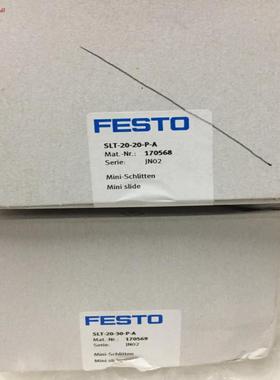 FESTO
SLT-20-20-P-A
Mat.-Nr.: 170568
Serie: JN02
Mini-Schlitten
Mini slide
FESTO
SLT-20-30-P-A
Mat. Nr.: 170569
Serie: JN02
Mini-Schlitten
Mini